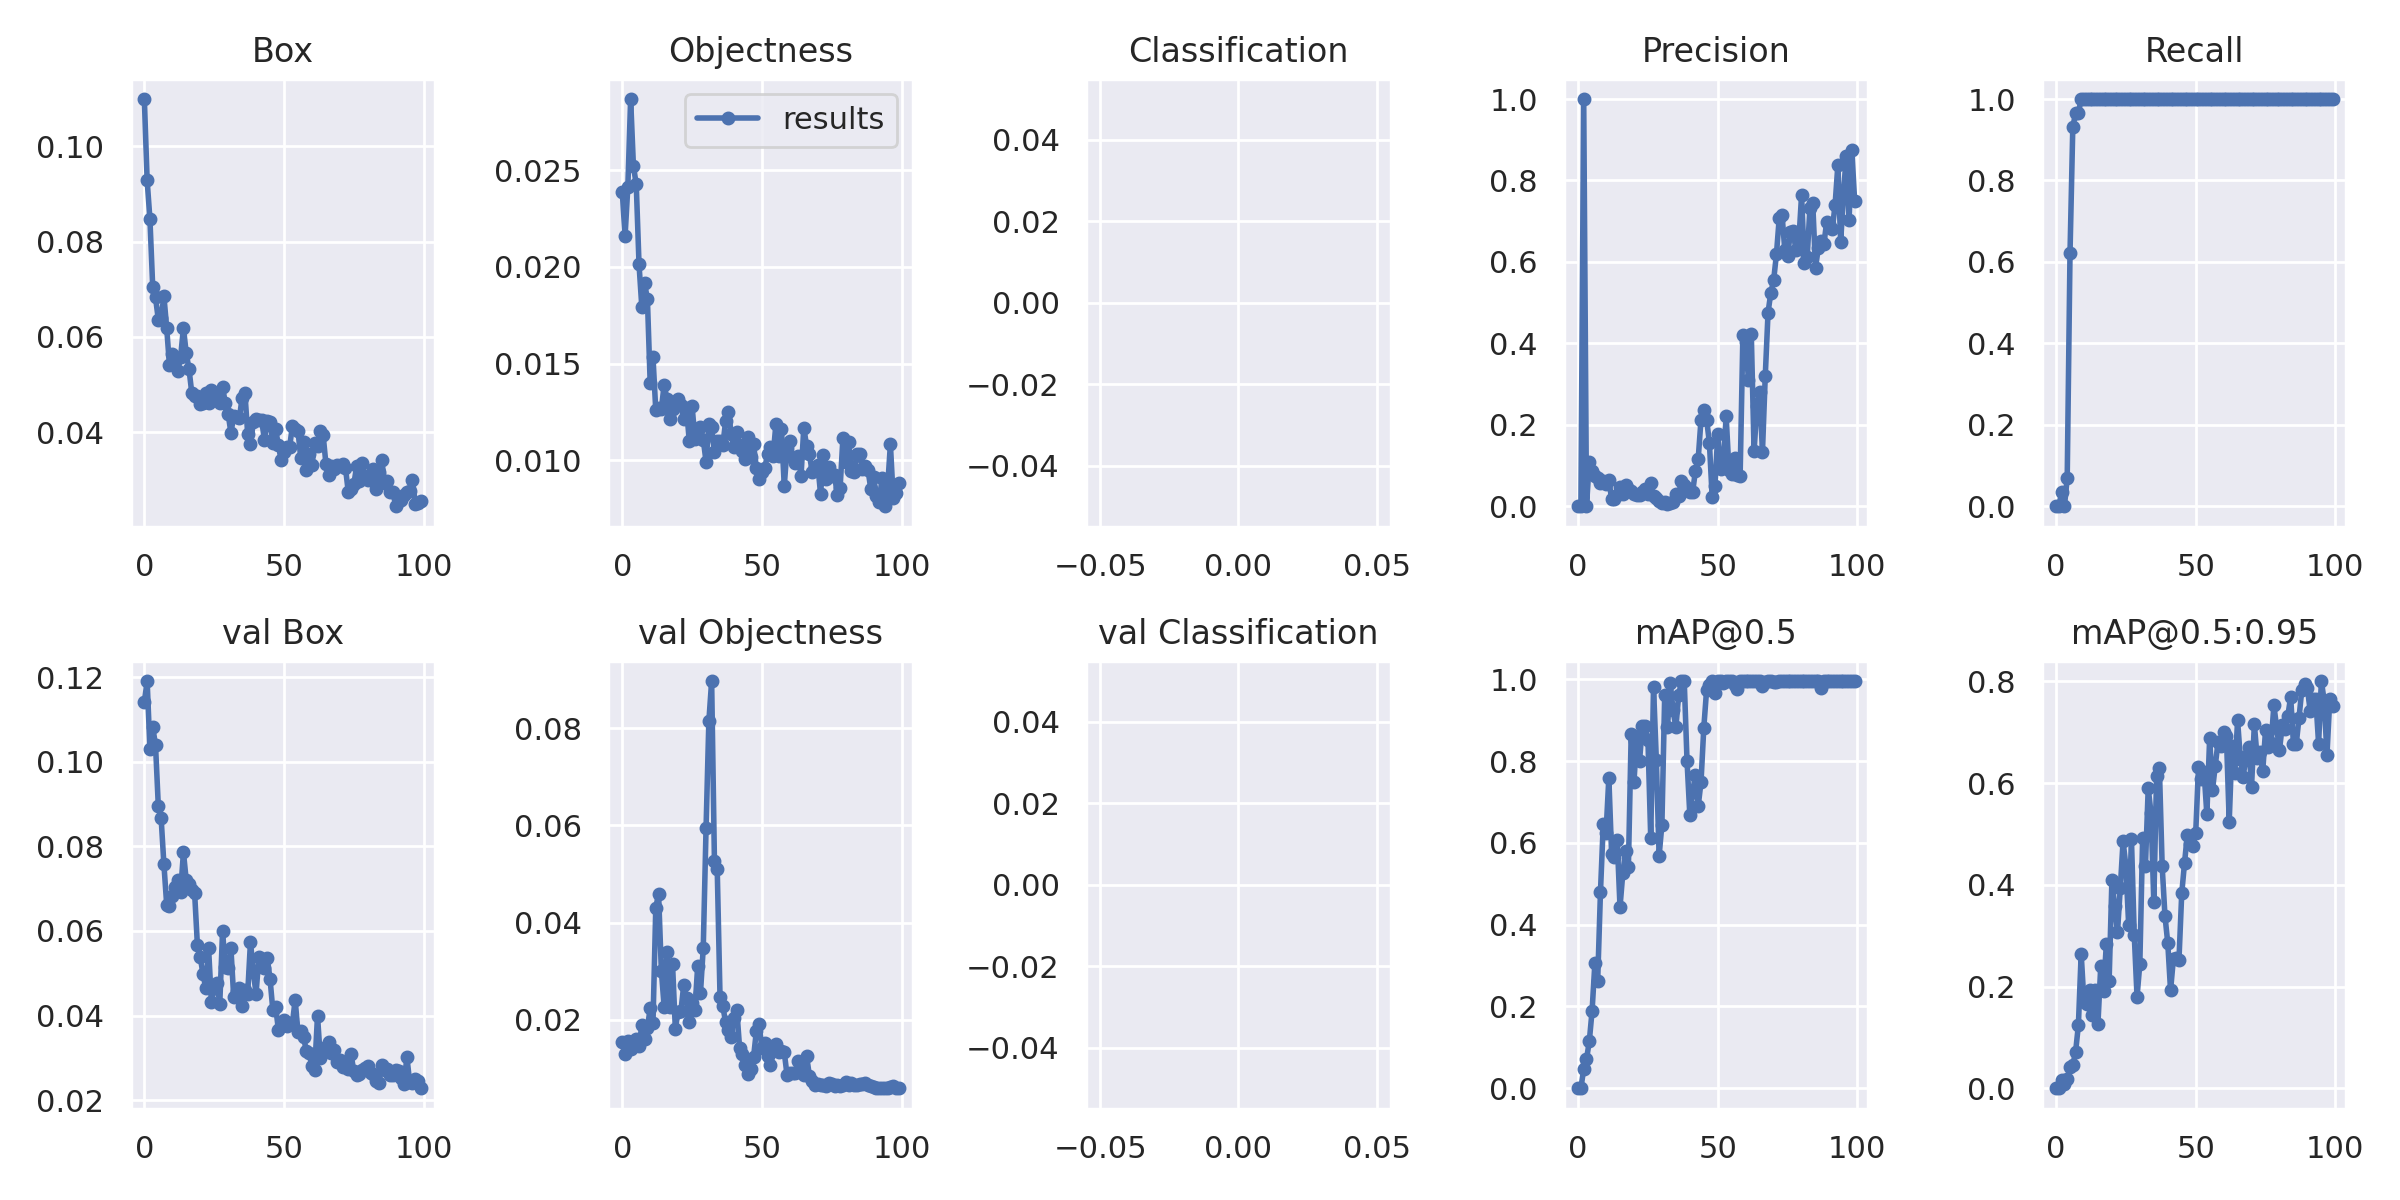 Box
Objectness
Classification
Precision
Recall
results
0.10
0.08
0.06
0.04
0 50 100
0.025
0.020
0.015
0.010
0 50 100
0.04
0.02
0.00
−0.02
−0.04
−0.05 0.00 0.05
1.0
0.8
0.6
0.4
0.2
0.0
0 50 100
1.0
0.8
0.6
0.4
0.2
0.0
0 50 100
val Box
val Objectness
val Classification
mAP@0.5
mAP@0.5:0.95
0.12
0.10
0.08
0.06
0.04
0.02
0 50 100
0.08
0.06
0.04
0.02
0 50 100
0.04
0.02
0.00
−0.02
−0.04
−0.05 0.00 0.05
1.0
0.8
0.6
0.4
0.2
0.0
0 50 100
0.8
0.6
0.4
0.2
0.0
0 50 100